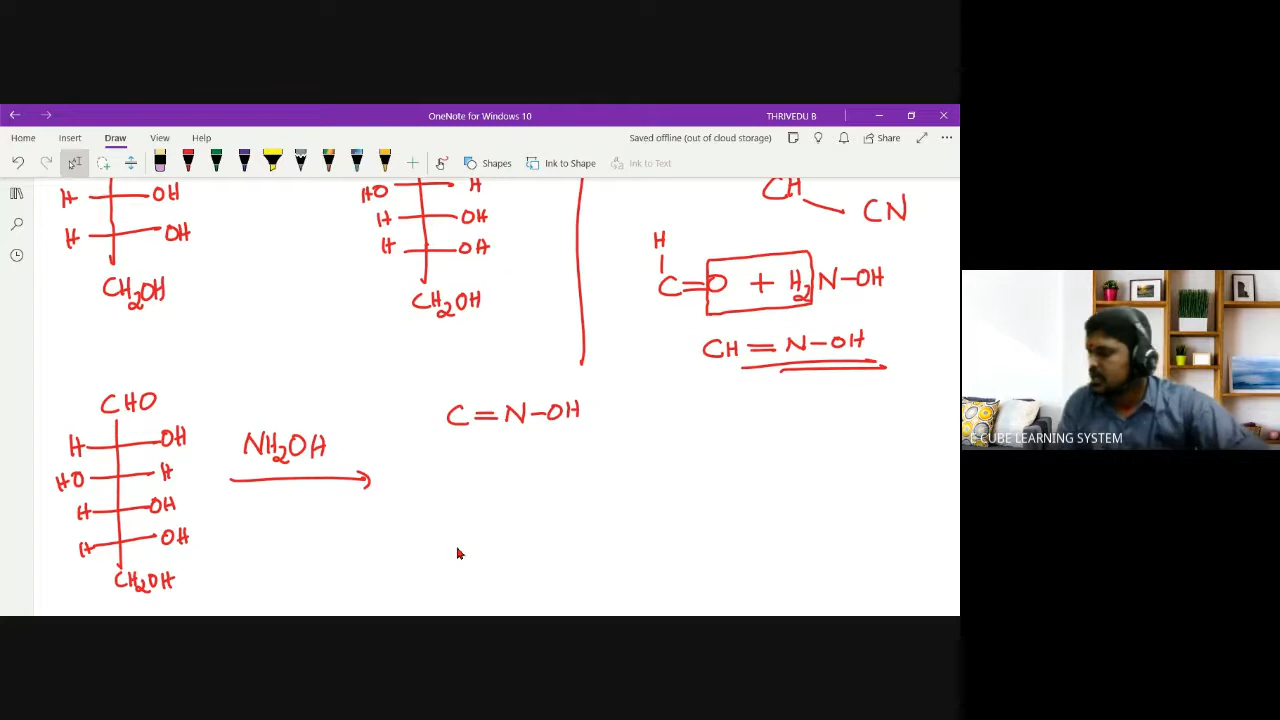 OneNote for Windows 10
THRIVEDU B
Home Insert Draw View Help
Saved offline (out of cloud storage)
Share
Shapes
Ink to Shape
Ink to Text
H OH
H OH
CH2OH
HO H
H OH
H OH
CH2OH
CH
CN
H
C=O + H2N-OH
CH=N-OH
CHO
H OH
HO H
H OH
H OH
CH2OH
NH2OH
C=N-OH
C CUBE LEARNING SYSTEM